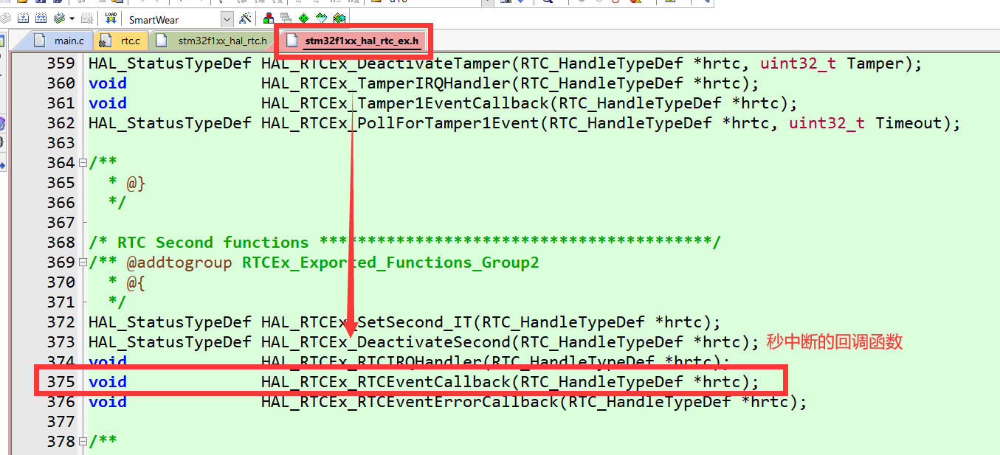 LOAD
SmartWear
main.c rtc.c stm32f1xx_hal_rtc.h stm32f1xx_hal_rtc_ex.h
359 HAL_StatusTypeDef HAL_RTCEx_DeactivateTamper(RTC_HandleTypeDef *hrtc, uint32_t Tamper);
360 void HAL_RTCEx_TamperIRQHandler(RTC_HandleTypeDef *hrtc);
361 void HAL_RTCEx_Tamper1EventCallback(RTC_HandleTypeDef *hrtc);
362 HAL_StatusTypeDef HAL_RTCEx_PollForTamper1Event(RTC_HandleTypeDef *hrtc, uint32_t Timeout);
363
364 /**
365 * @}
366 */
367
368 /* RTC Second functions *****************************************/
369 /** @addtogroup RTCEx_Exported_Functions_Group2
370 * @{
371 */
372 HAL_StatusTypeDef HAL_RTCEx_SetSecond_IT(RTC_HandleTypeDef *hrtc);
373 HAL_StatusTypeDef HAL_RTCEx_DeactivateSecond(RTC_HandleTypeDef *hrtc); 秒中断的回调函数
374 void HAL_RTCEx_RTCIRQHandler(RTC_HandleTypeDef *hrtc);
375 void HAL_RTCEx_RTCEventCallback(RTC_HandleTypeDef *hrtc);
376 void HAL_RTCEx_RTCEventErrorCallback(RTC_HandleTypeDef *hrtc);
377
378 /**